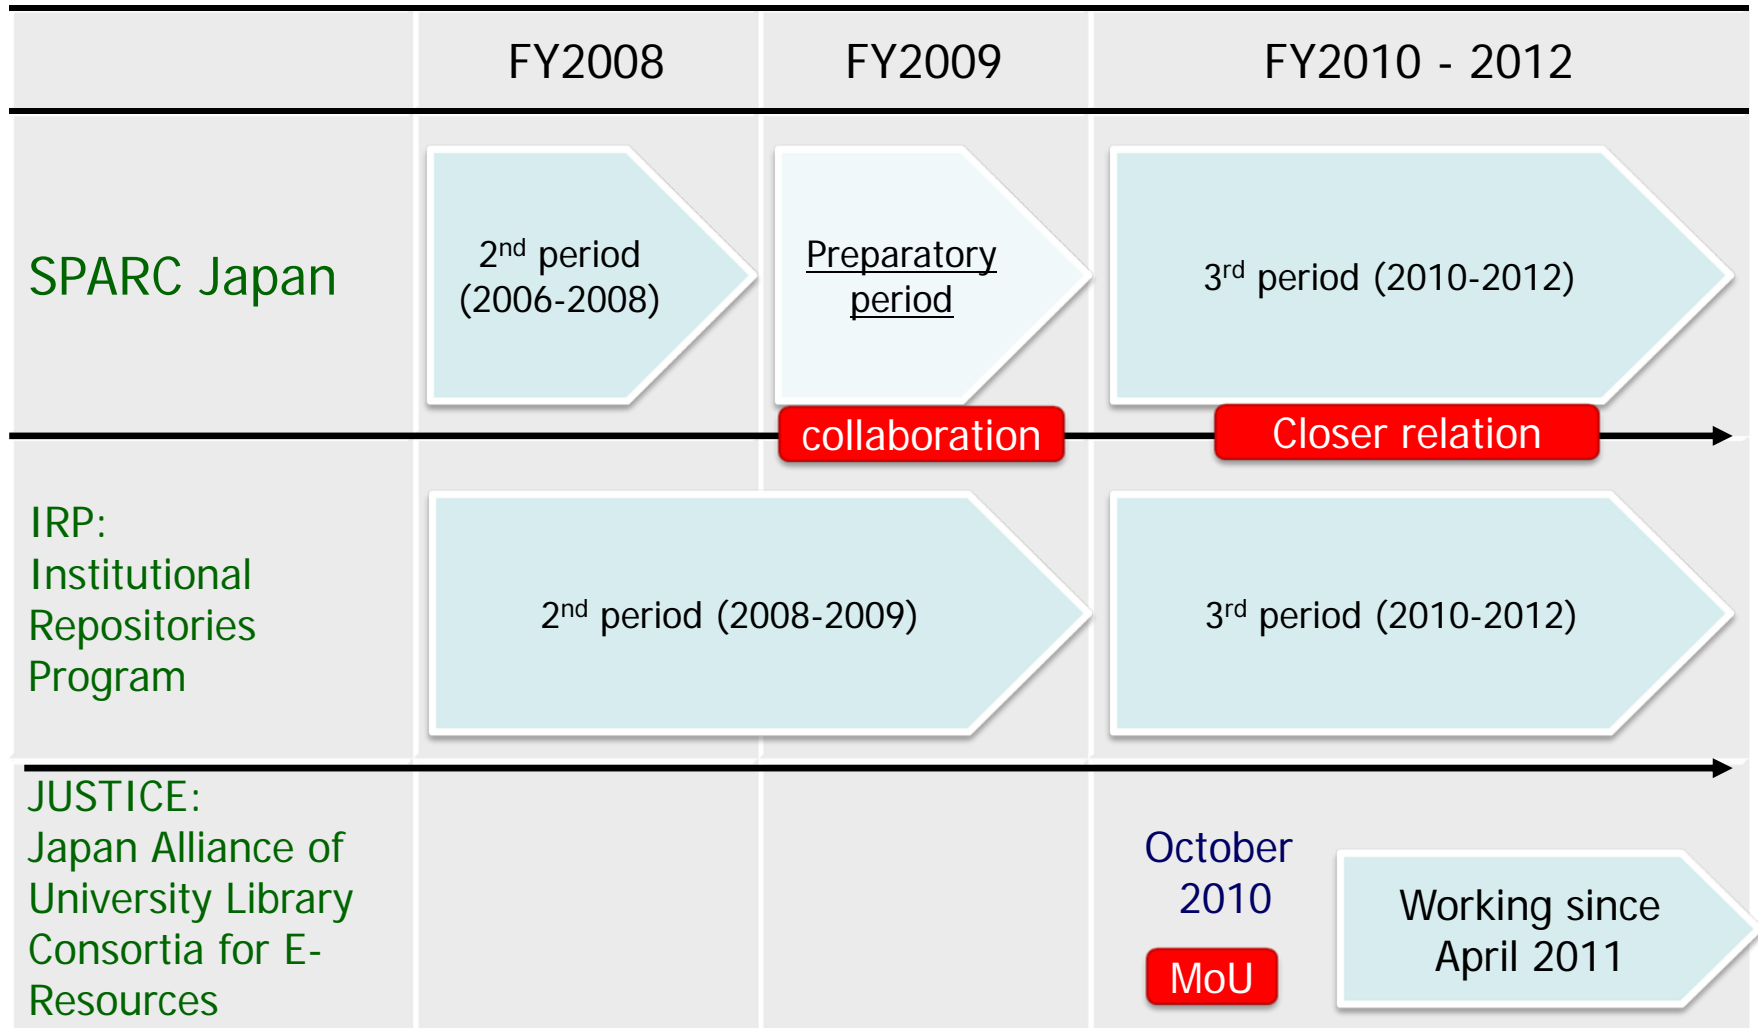 FY2008
FY2009
FY2010 - 2012
SPARC Japan
2nd period
(2006-2008)
Preparatory
period
3rd period (2010-2012)
collaboration
Closer relation
IRP:
Institutional
Repositories
Program
2nd period (2008-2009)
3rd period (2010-2012)
JUSTICE:
Japan Alliance of
University Library
Consortia for E-
Resources
October
2010
MoU
Working since
April 2011